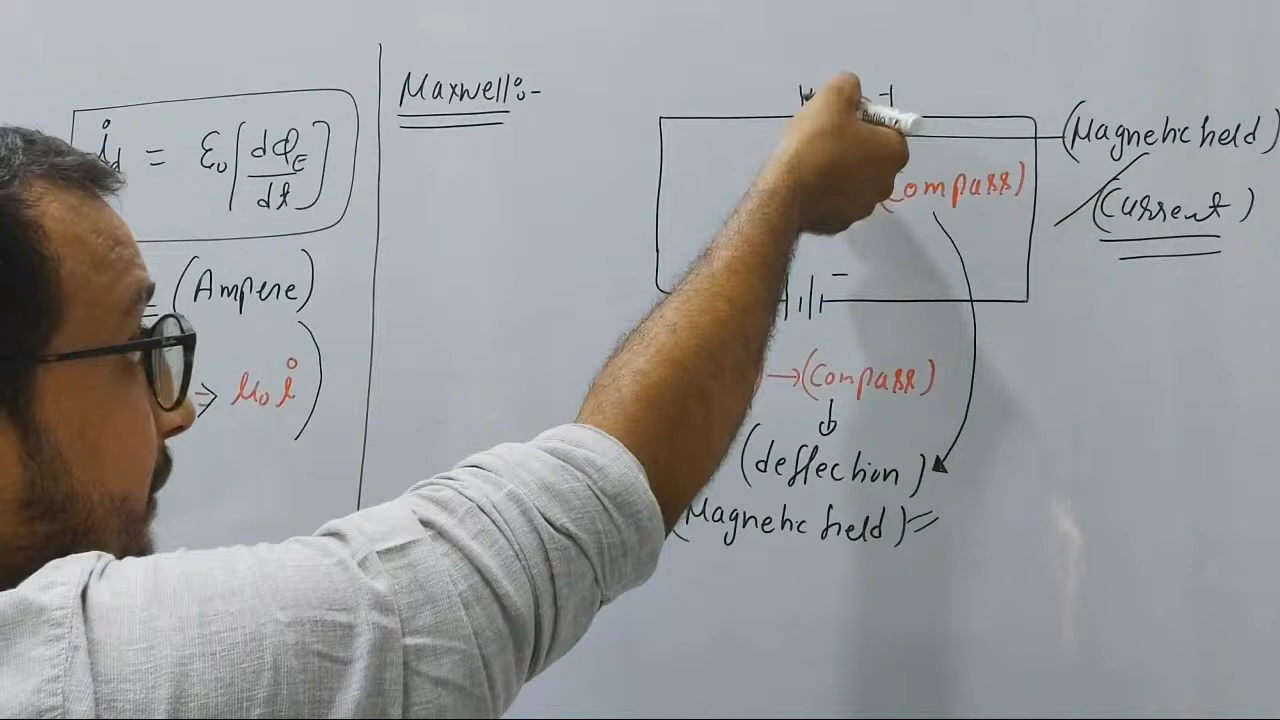 i_d = ε₀ (dΦ_E / dt)
(Ampere)
⇒ μ₀ i)
Maxwell:-
(Magnetic field)
(Current)
(Compass)
−
→ (Compass)
(deflection)
(Magnetic field)